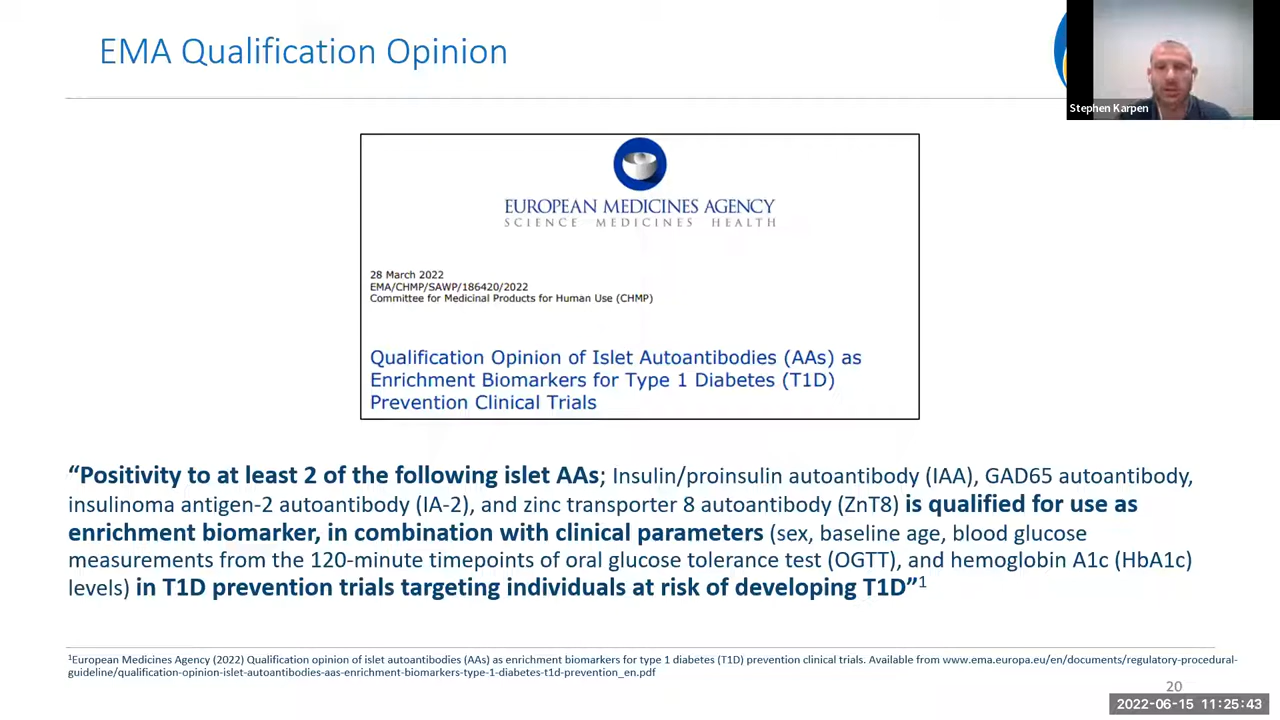 EMA Qualification Opinion
Stephen Karpen
EUROPEAN MEDICINES AGENCY
SCIENCE MEDICINES HEALTH
28 March 2022
EMA/CHMP/SAWP/186420/2022
Committee for Medicinal Products for Human Use (CHMP)
Qualification Opinion of Islet Autoantibodies (AAs) as
Enrichment Biomarkers for Type 1 Diabetes (T1D)
Prevention Clinical Trials
“Positivity to at least 2 of the following islet AAs; Insulin/proinsulin autoantibody (IAA), GAD65 autoantibody,
insulinoma antigen-2 autoantibody (IA-2), and zinc transporter 8 autoantibody (ZnT8) is qualified for use as
enrichment biomarker, in combination with clinical parameters (sex, baseline age, blood glucose
measurements from the 120-minute timepoints of oral glucose tolerance test (OGTT), and hemoglobin A1c (HbA1c)
levels) in T1D prevention trials targeting individuals at risk of developing T1D”1
1European Medicines Agency (2022) Qualification opinion of islet autoantibodies (AAs) as enrichment biomarkers for type 1 diabetes (T1D) prevention clinical trials. Available from www.ema.europa.eu/en/documents/regulatory-procedural-
guideline/qualification-opinion-islet-autoantibodies-aas-enrichment-biomarkers-type-1-diabetes-t1d-prevention_en.pdf
20
2022-06-15 11:25:43